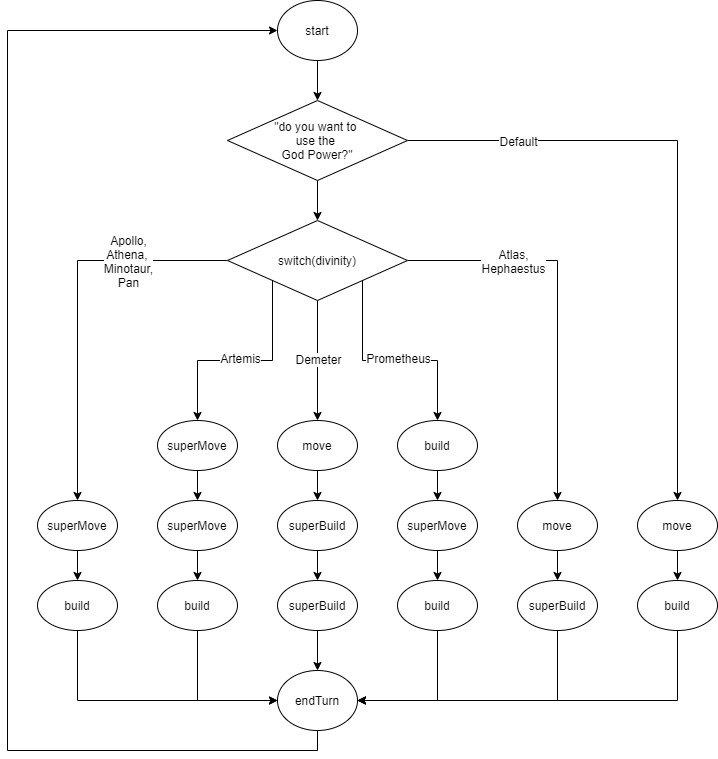 start
"do you want to
use the
God Power?"
Default
switch(divinity)
Apollo,
Athena,
Minotaur,
Pan
Atlas,
Hephaestus
Artemis
Demeter
Prometheus
superMove
move
build
superMove
superMove
superBuild
superMove
move
move
build
build
superBuild
build
superBuild
build
endTurn